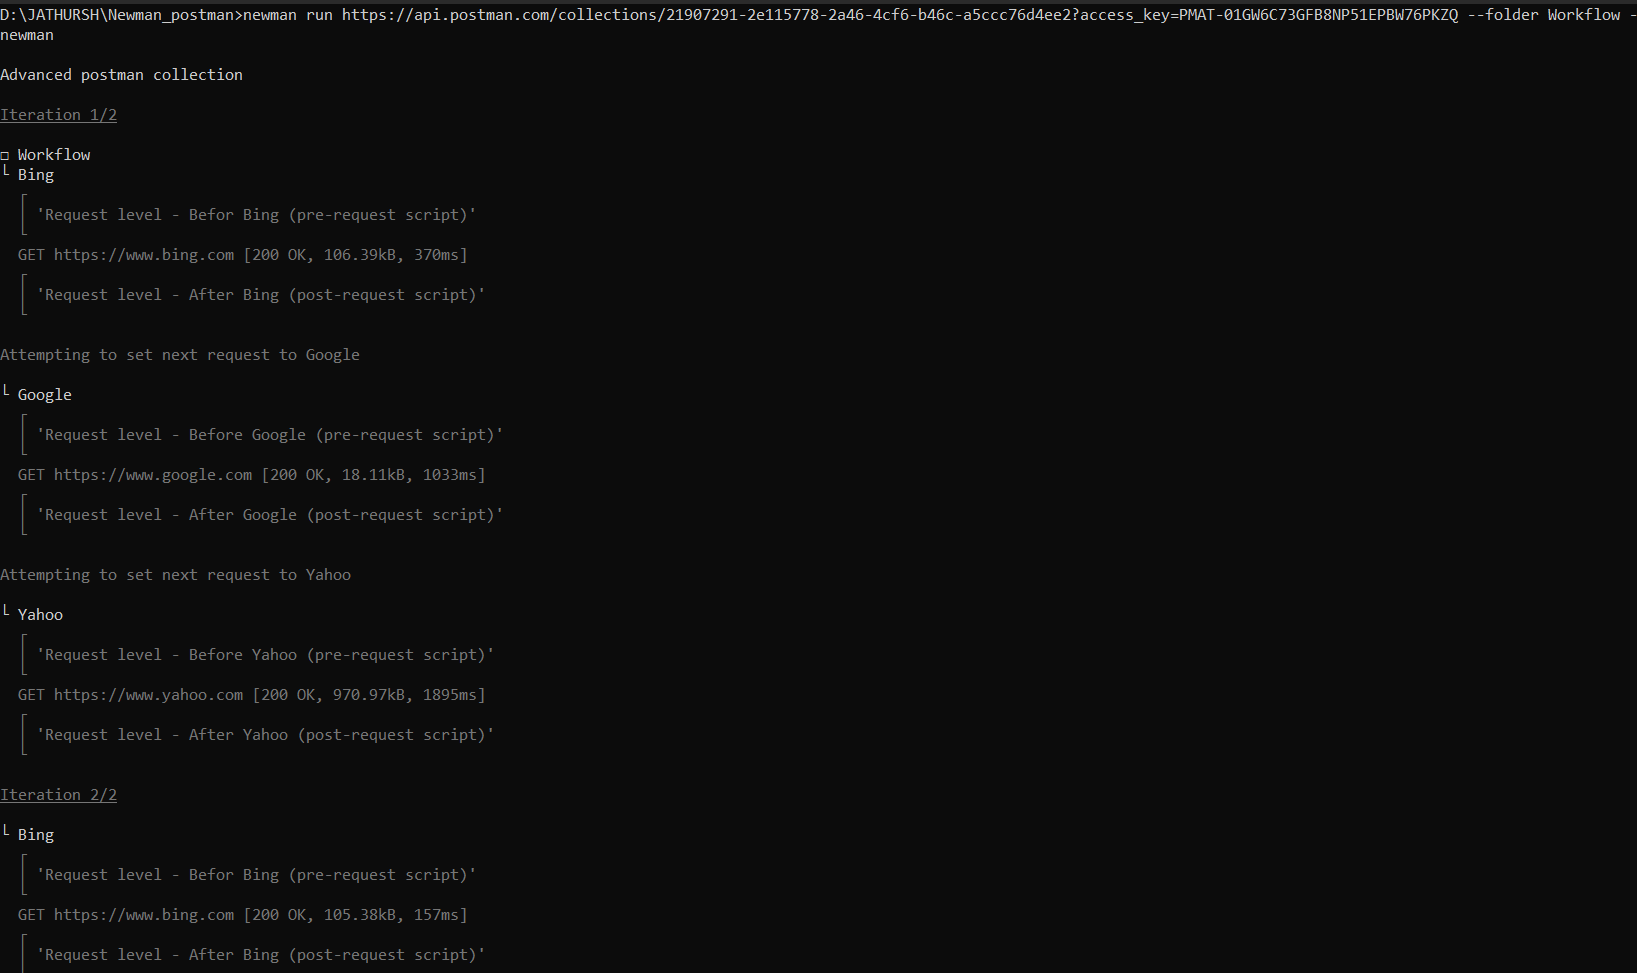 D:\JATHURSH\Newman_postman>newman run https://api.postman.com/collections/21907291-2e115778-2a46-4cf6-b46c-a5ccc76d4ee2?access_key=PMAT-01GW6C73GFB8NP51EPBW76PKZQ --folder Workflow -
newman
Advanced postman collection
Iteration 1/2
□ Workflow
└ Bing
'Request level - Befor Bing (pre-request script)'
GET https://www.bing.com [200 OK, 106.39kB, 370ms]
'Request level - After Bing (post-request script)'
Attempting to set next request to Google
└ Google
'Request level - Before Google (pre-request script)'
GET https://www.google.com [200 OK, 18.11kB, 1033ms]
'Request level - After Google (post-request script)'
Attempting to set next request to Yahoo
└ Yahoo
'Request level - Before Yahoo (pre-request script)'
GET https://www.yahoo.com [200 OK, 970.97kB, 1895ms]
'Request level - After Yahoo (post-request script)'
Iteration 2/2
└ Bing
'Request level - Befor Bing (pre-request script)'
GET https://www.bing.com [200 OK, 105.38kB, 157ms]
'Request level - After Bing (post-request script)'